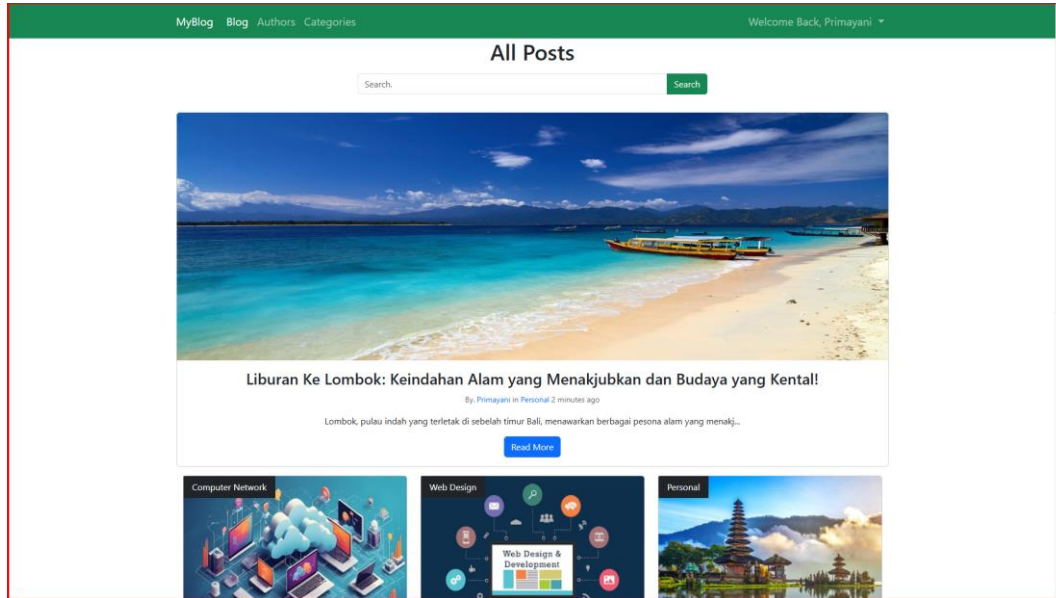 MyBlog Blog Authors Categories Welcome Back, Primayani
All Posts
Search. Search
Liburan Ke Lombok: Keindahan Alam yang Menakjubkan dan Budaya yang Kental!
By. Primayani in Personal 2 minutes ago
Lombok, pulau indah yang terletak di sebelah timur Bali, menawarkan berbagai pesona alam yang menakj...
Read More
Computer Network
Web Design
Personal
Web Design &
Development